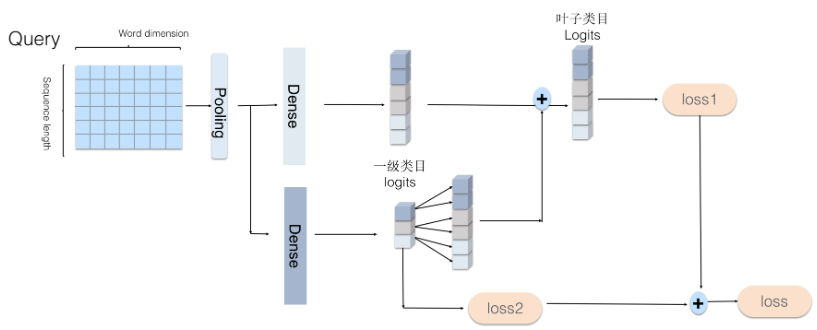 Query
Word dimension
Sequence length
Pooling
Dense
叶子类目
Logits
loss1
一级类目
logits
Dense
loss2
loss